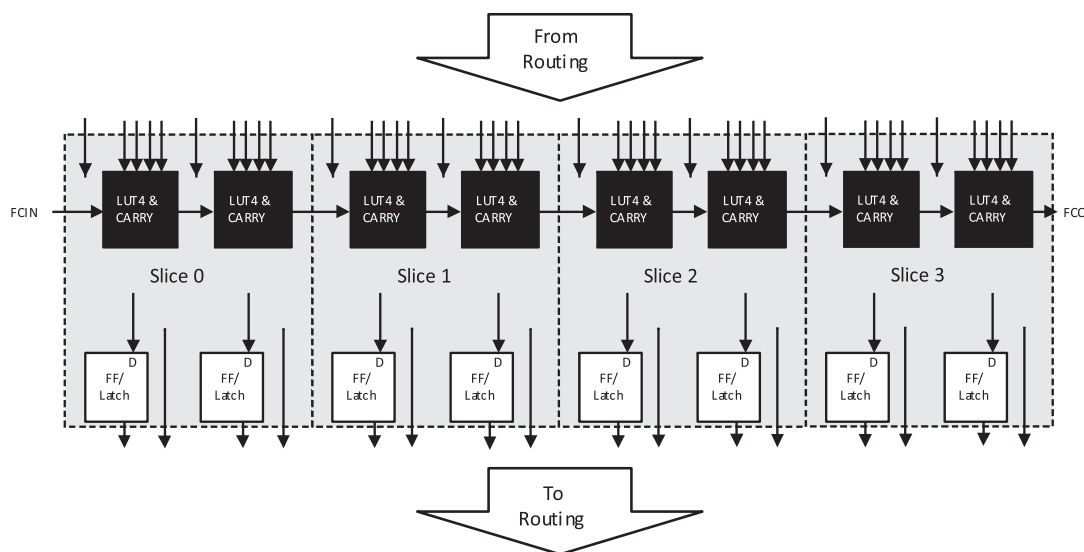 From
Routing
LUT4 &
CARRY
LUT4 &
CARRY
LUT4 &
CARRY
LUT4 &
CARRY
LUT4 &
CARRY
LUT4 &
CARRY
LUT4 &
CARRY
LUT4 &
CARRY
FCIN
FCO
Slice 0
Slice 1
Slice 2
Slice 3
D
FF/
Latch
D
FF/
Latch
D
FF/
Latch
D
FF/
Latch
D
FF/
Latch
D
FF/
Latch
D
FF/
Latch
D
FF/
Latch
To
Routing